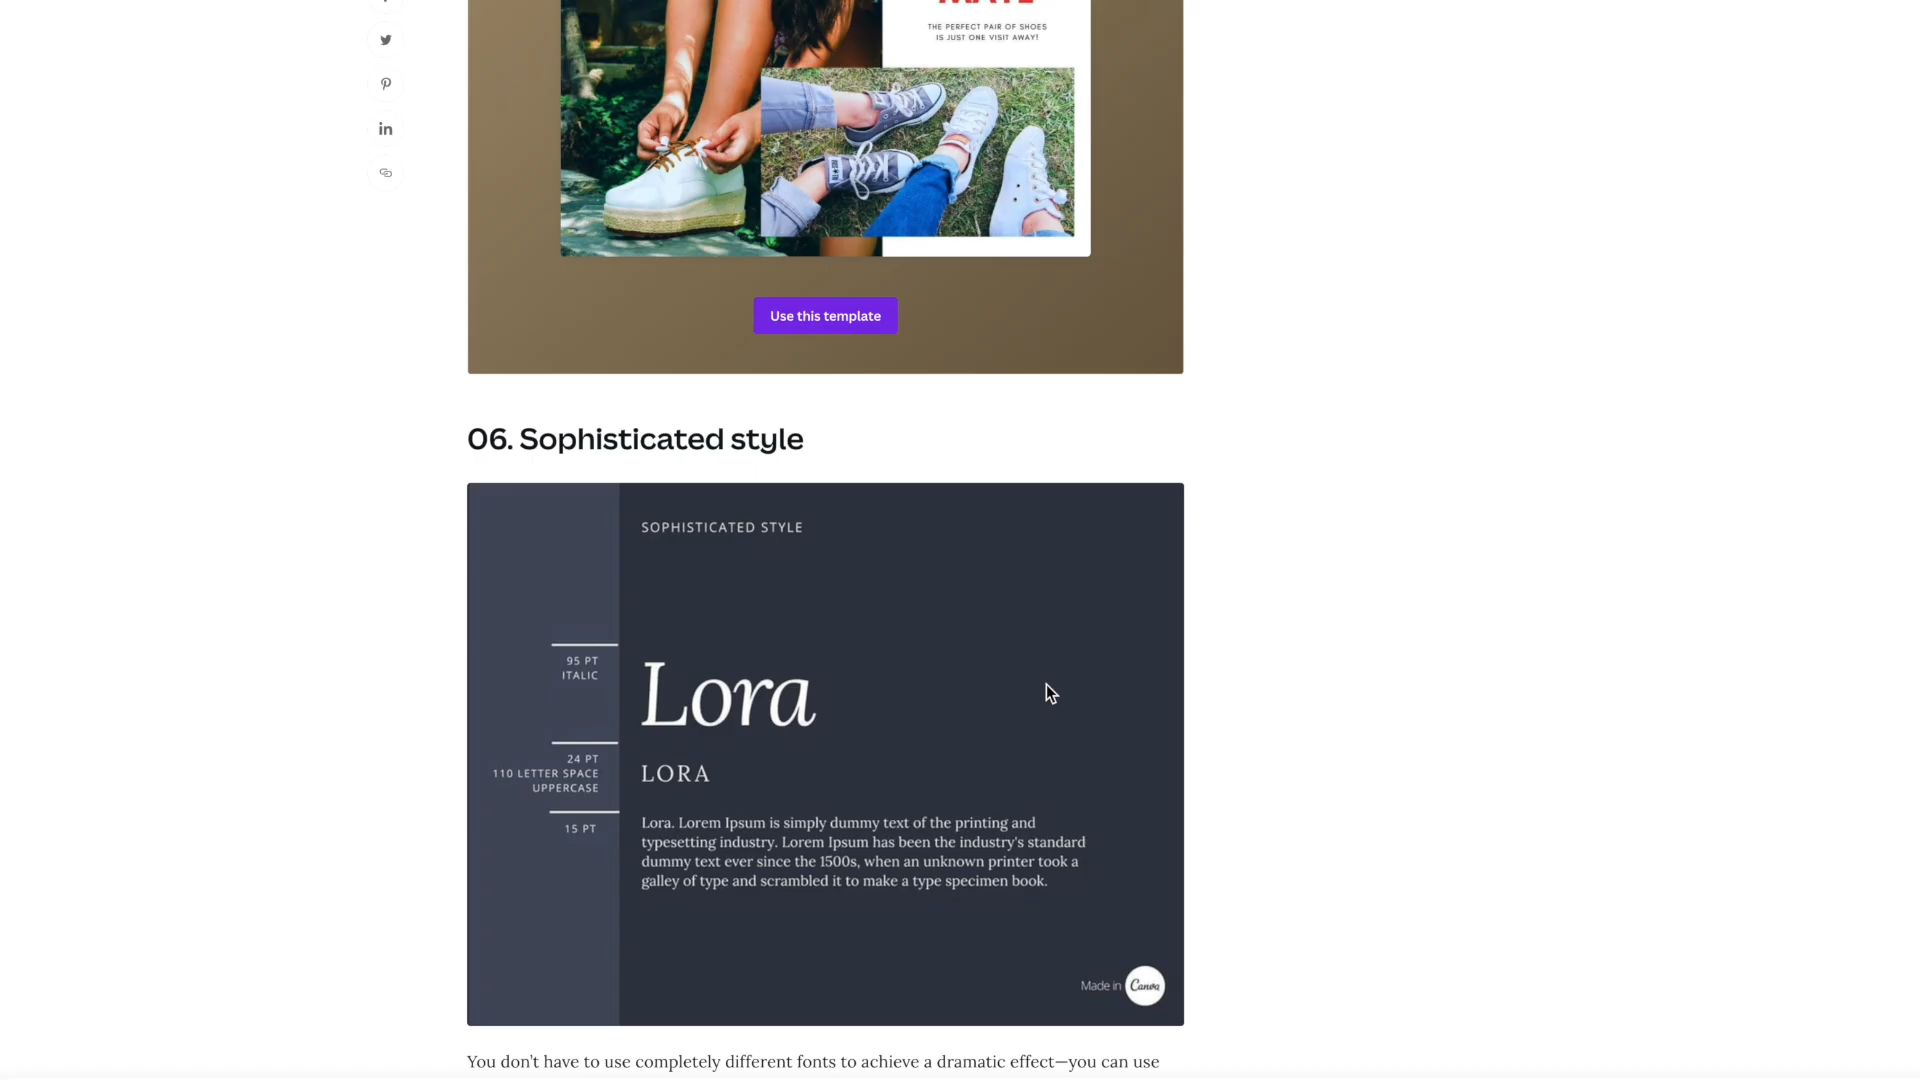 THE PERFECT PAIR OF SHOES
IS JUST ONE VISIT AWAY!
Use this template
06. Sophisticated style
SOPHISTICATED STYLE
95 PT
ITALIC
Lora
24 PT
110 LETTER SPACE
UPPERCASE
LORA
15 PT
Lora. Lorem Ipsum is simply dummy text of the printing and
typesetting industry. Lorem Ipsum has been the industry's standard
dummy text ever since the 1500s, when an unknown printer took a
galley of type and scrambled it to make a type specimen book.
Made in Canva
You don't have to use completely different fonts to achieve a dramatic effect—you can use